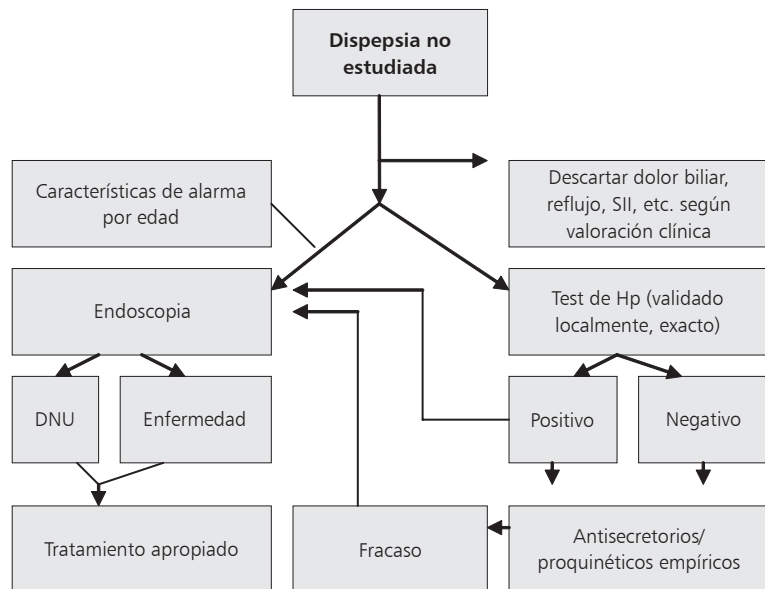 Dispepsia no
estudiada
Características de alarma
por edad
Descartar dolor biliar,
reflujo, SII, etc. según
valoración clínica
Endoscopia
Test de Hp (validado
localmente, exacto)
DNU
Enfermedad
Positivo
Negativo
Tratamiento apropiado
Fracaso
Antisecretorios/
proquinéticos empíricos